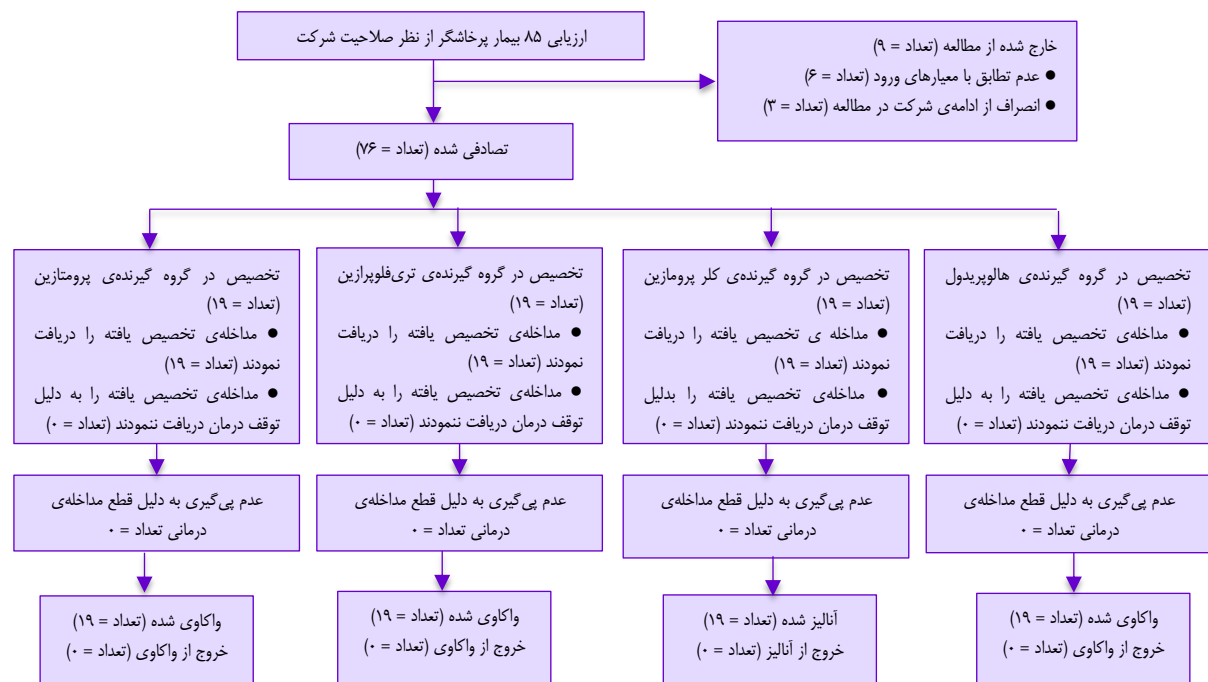 ارزیابی ۸۵ بیمار پرخاشگر از نظر صلاحیت شرکت
خارج شده از مطالعه (تعداد = ۹)
● عدم تطابق با معیارهای ورود (تعداد = ۶)
● انصراف از ادامه‌ی شرکت در مطالعه (تعداد = ۳)
تصادفی شده (تعداد = ۷۶)
تخصیص در گروه گیرنده‌ی هالوپریدول
(تعداد = ۱۹)
● مداخله‌ی تخصیص یافته را دریافت
نمودند (تعداد = ۱۹)
● مداخله‌ی تخصیص یافته را به دلیل
توقف درمان دریافت ننمودند (تعداد = ۰)
تخصیص در گروه گیرنده‌ی کلر پرومازین
(تعداد = ۱۹)
● مداخله ی تخصیص یافته را دریافت
نمودند (تعداد = ۱۹)
● مداخله‌ی تخصیص یافته را بدلیل
توقف درمان دریافت ننمودند (تعداد = ۰)
تخصیص در گروه گیرنده‌ی تری‌فلوپرازین
(تعداد = ۱۹)
● مداخله‌ی تخصیص یافته را دریافت
نمودند (تعداد = ۱۹)
● مداخله‌ی تخصیص یافته را به دلیل
توقف درمان دریافت ننمودند (تعداد = ۰)
تخصیص در گروه گیرنده‌ی پرومتازین
(تعداد = ۱۹)
● مداخله‌ی تخصیص یافته را دریافت
نمودند (تعداد = ۱۹)
● مداخله‌ی تخصیص یافته را به دلیل
توقف درمان دریافت ننمودند (تعداد = ۰)
عدم پی‌گیری به دلیل قطع مداخله‌ی
درمانی تعداد = ۰
عدم پی‌گیری به دلیل قطع مداخله‌ی
درمانی تعداد = ۰
عدم پی‌گیری به دلیل قطع مداخله‌ی
درمانی تعداد = ۰
عدم پی‌گیری به دلیل قطع مداخله‌ی
درمانی تعداد = ۰
واکاوی شده (تعداد = ۱۹)
خروج از واکاوی (تعداد = ۰)
آنالیز شده (تعداد = ۱۹)
خروج از آنالیز (تعداد = ۰)
واکاوی شده (تعداد = ۱۹)
خروج از واکاوی (تعداد = ۰)
واکاوی شده (تعداد = ۱۹)
خروج از واکاوی (تعداد = ۰)